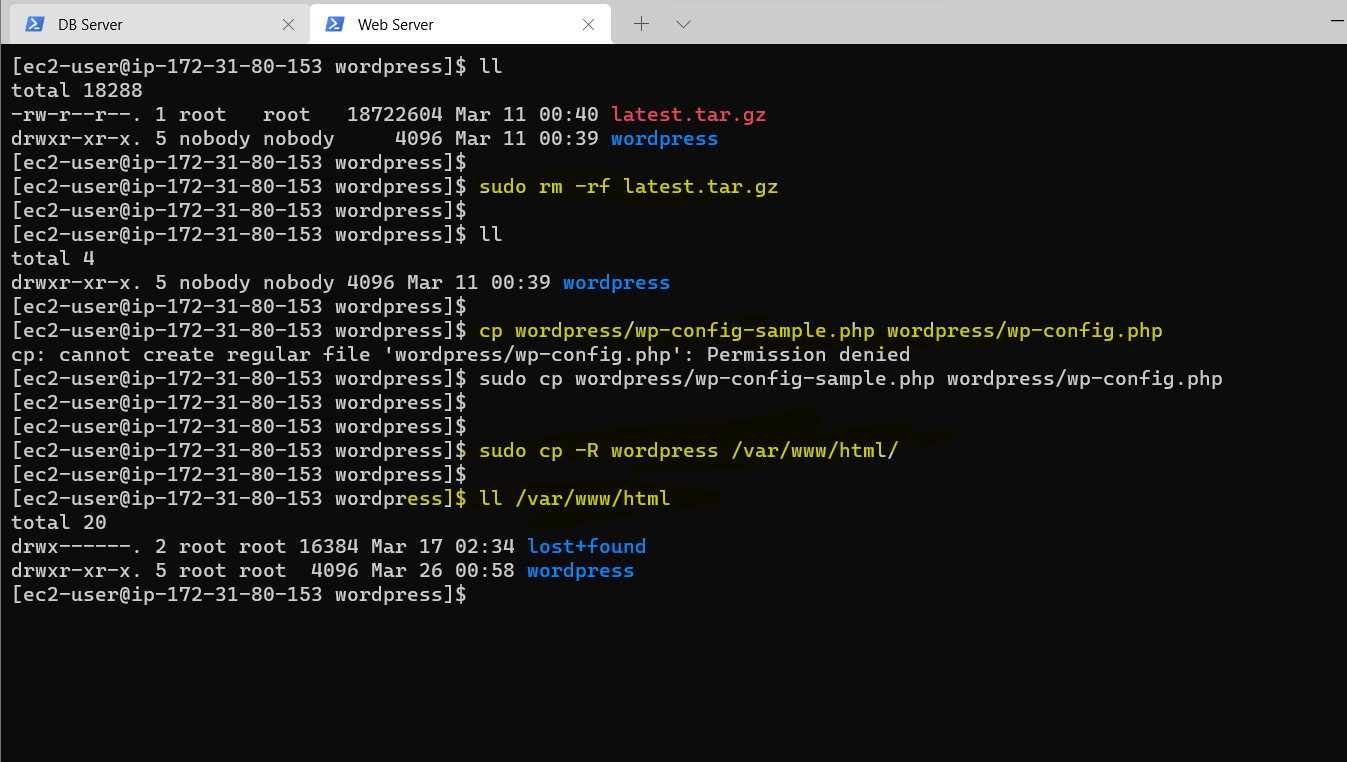 DB Server
Web Server
[ec2-user@ip-172-31-80-153 wordpress]$ ll
total 18288
-rw-r--r--. 1 root   root   18722604 Mar 11 00:40 latest.tar.gz
drwxr-xr-x. 5 nobody nobody     4096 Mar 11 00:39 wordpress
[ec2-user@ip-172-31-80-153 wordpress]$
[ec2-user@ip-172-31-80-153 wordpress]$ sudo rm -rf latest.tar.gz
[ec2-user@ip-172-31-80-153 wordpress]$
[ec2-user@ip-172-31-80-153 wordpress]$ ll
total 4
drwxr-xr-x. 5 nobody nobody 4096 Mar 11 00:39 wordpress
[ec2-user@ip-172-31-80-153 wordpress]$
[ec2-user@ip-172-31-80-153 wordpress]$ cp wordpress/wp-config-sample.php wordpress/wp-config.php
cp: cannot create regular file 'wordpress/wp-config.php': Permission denied
[ec2-user@ip-172-31-80-153 wordpress]$ sudo cp wordpress/wp-config-sample.php wordpress/wp-config.php
[ec2-user@ip-172-31-80-153 wordpress]$
[ec2-user@ip-172-31-80-153 wordpress]$
[ec2-user@ip-172-31-80-153 wordpress]$ sudo cp -R wordpress /var/www/html/
[ec2-user@ip-172-31-80-153 wordpress]$
[ec2-user@ip-172-31-80-153 wordpress]$ ll /var/www/html
total 20
drwx------. 2 root root 16384 Mar 17 02:34 lost+found
drwxr-xr-x. 5 root root  4096 Mar 26 00:58 wordpress
[ec2-user@ip-172-31-80-153 wordpress]$